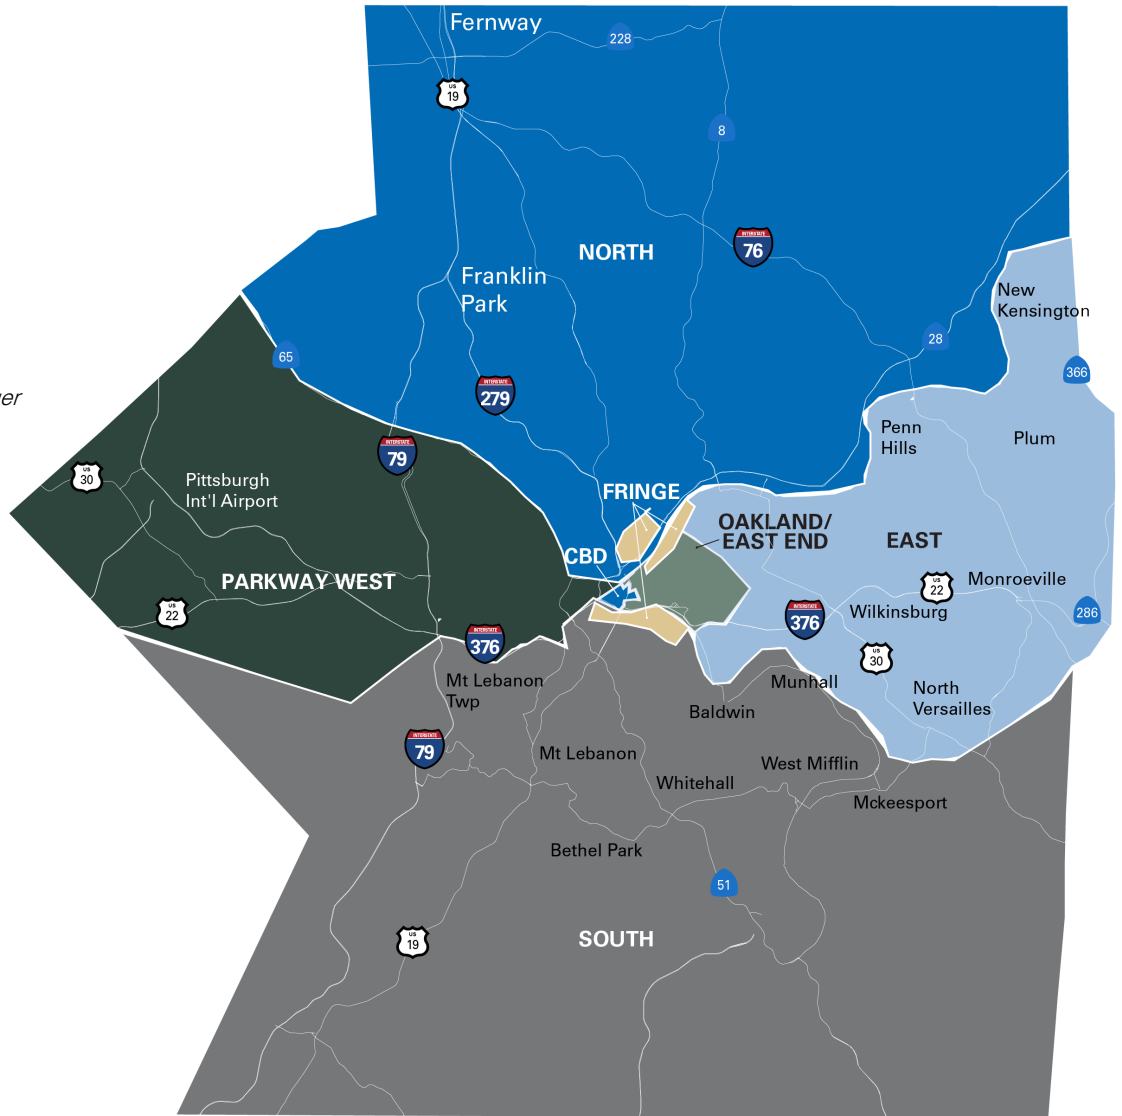 Fernway
228
US
19
8
NORTH
INTERSTATE
76
Franklin
Park
New
Kensington
28
65
366
INTERSTATE
279
Penn
Hills
Plum
INTERSTATE
79
US
30
Pittsburgh
Int'l Airport
FRINGE
OAKLAND/
EAST END
EAST
CBD
PARKWAY WEST
Monroeville
US
22
US
22
Wilkinsburg
286
INTERSTATE
376
INTERSTATE
376
US
30
Mt Lebanon
Twp
Munhall
North
Versailles
Baldwin
INTERSTATE
79
Mt Lebanon
West Mifflin
Whitehall
Mckeesport
Bethel Park
51
SOUTH
US
19